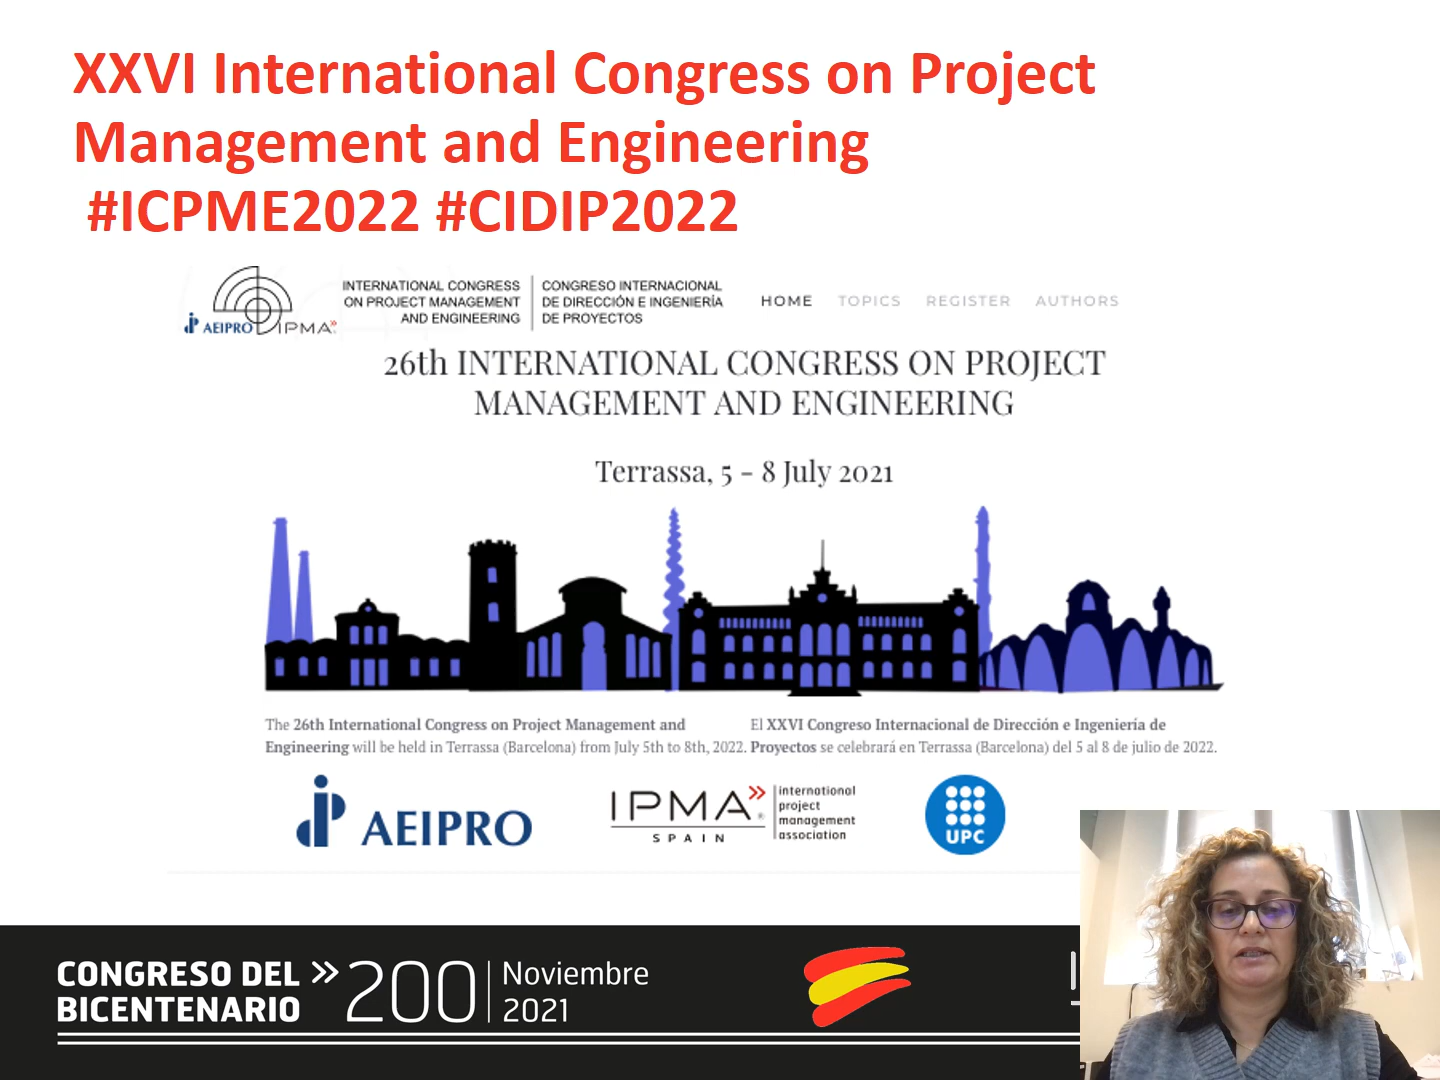 XXVI International Congress on Project
Management and Engineering
#ICPME2022 #CIDIP2022
AEIPRO IPMA
INTERNATIONAL CONGRESS
ON PROJECT MANAGEMENT
AND ENGINEERING
CONGRESO INTERNACIONAL
DE DIRECCIÓN E INGENIERÍA
DE PROYECTOS
HOME TOPICS REGISTER AUTHORS
26th INTERNATIONAL CONGRESS ON PROJECT
MANAGEMENT AND ENGINEERING
Terrassa, 5 - 8 July 2021
The 26th International Congress on Project Management and
Engineering will be held in Terrassa (Barcelona) from July 5th to 8th, 2022.
El XXVI Congreso Internacional de Dirección e Ingeniería de
Proyectos se celebrará en Terrassa (Barcelona) del 5 al 8 de julio de 2022.
AEIPRO
IPMA®
SPAIN
international
project
management
association
UPC
CONGRESO DEL
BICENTENARIO
200
Noviembre
2021